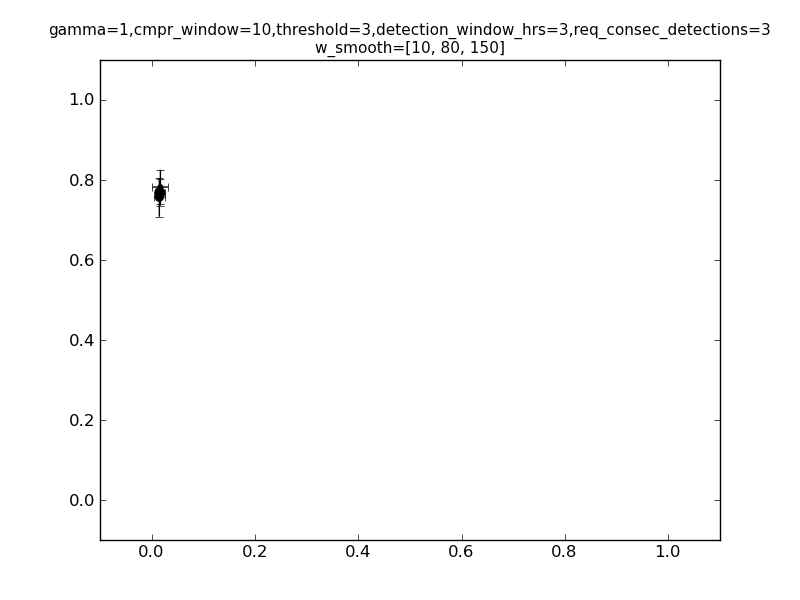 gamma=1,cmpr_window=10,threshold=3,detection_window_hrs=3,req_consec_detections=3
w_smooth=[10, 80, 150]
1.0
0.8
0.6
0.4
0.2
0.0
0.0 0.2 0.4 0.6 0.8 1.0